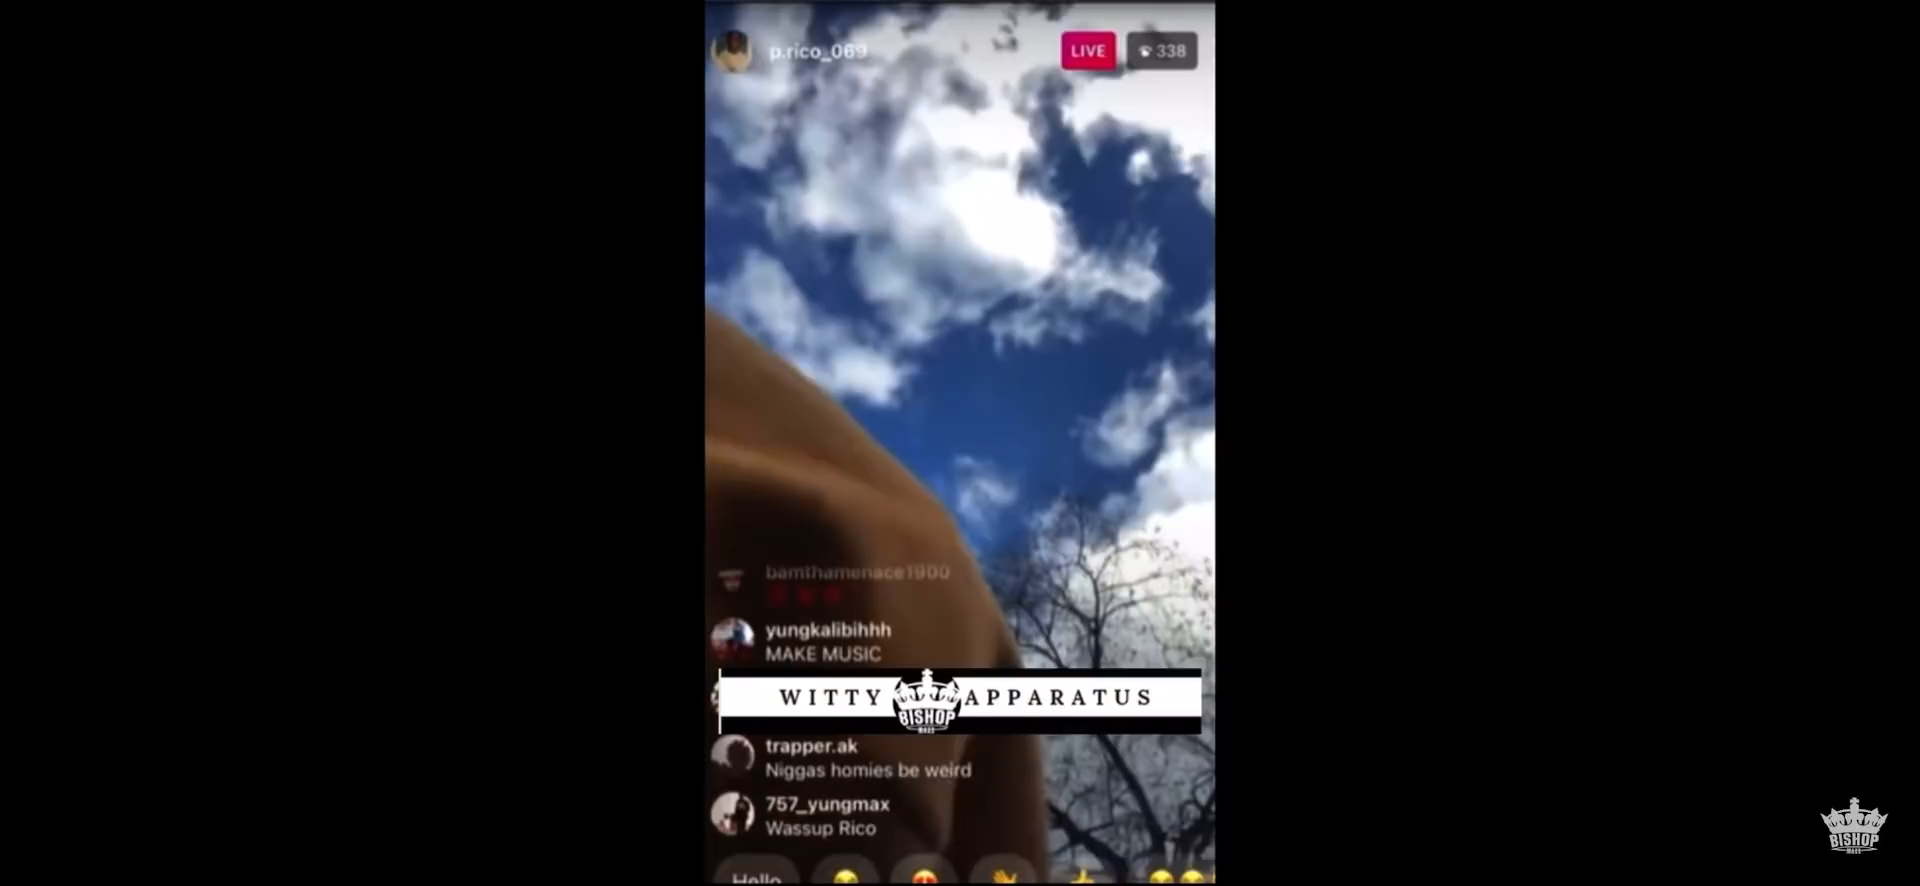 p.rico_069
LIVE
338
bamthamenace1900
yungkalibihhh
MAKE MUSIC
WITTY APPARATUS
BISHOP
trapper.ak
Niggas homies be weird
757_yungmax
Wassup Rico
Hello
BISHOP